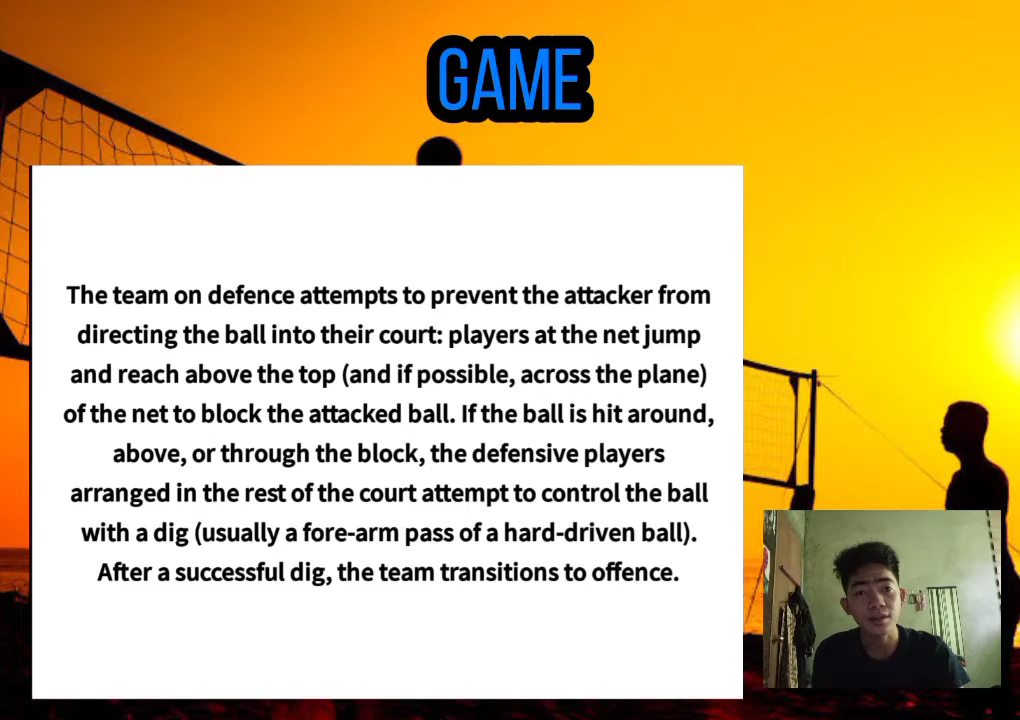 GAME
The team on defence attempts to prevent the attacker from
directing the ball into their court: players at the net jump
and reach above the top (and if possible, across the plane)
of the net to block the attacked ball. If the ball is hit around,
above, or through the block, the defensive players
arranged in the rest of the court attempt to control the ball
with a dig (usually a fore-arm pass of a hard-driven ball).
After a successful dig, the team transitions to offence.